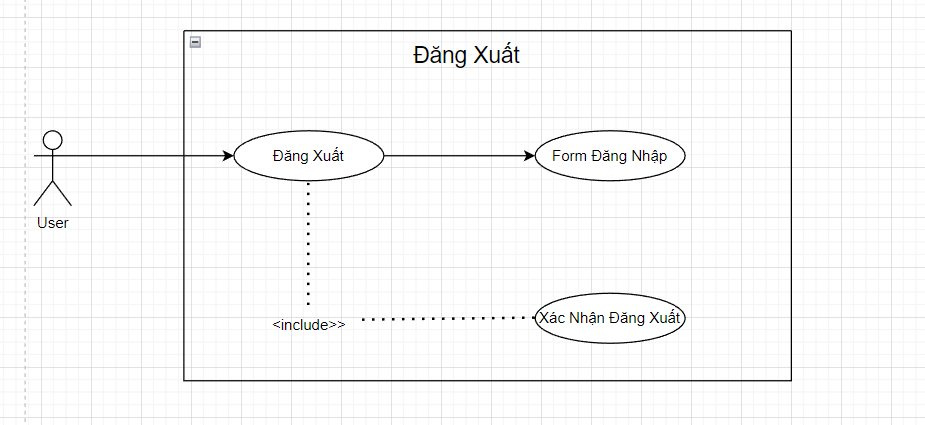 Đăng Xuất
Đăng Xuất
Form Đăng Nhập
User
<include>>
Xác Nhận Đăng Xuất